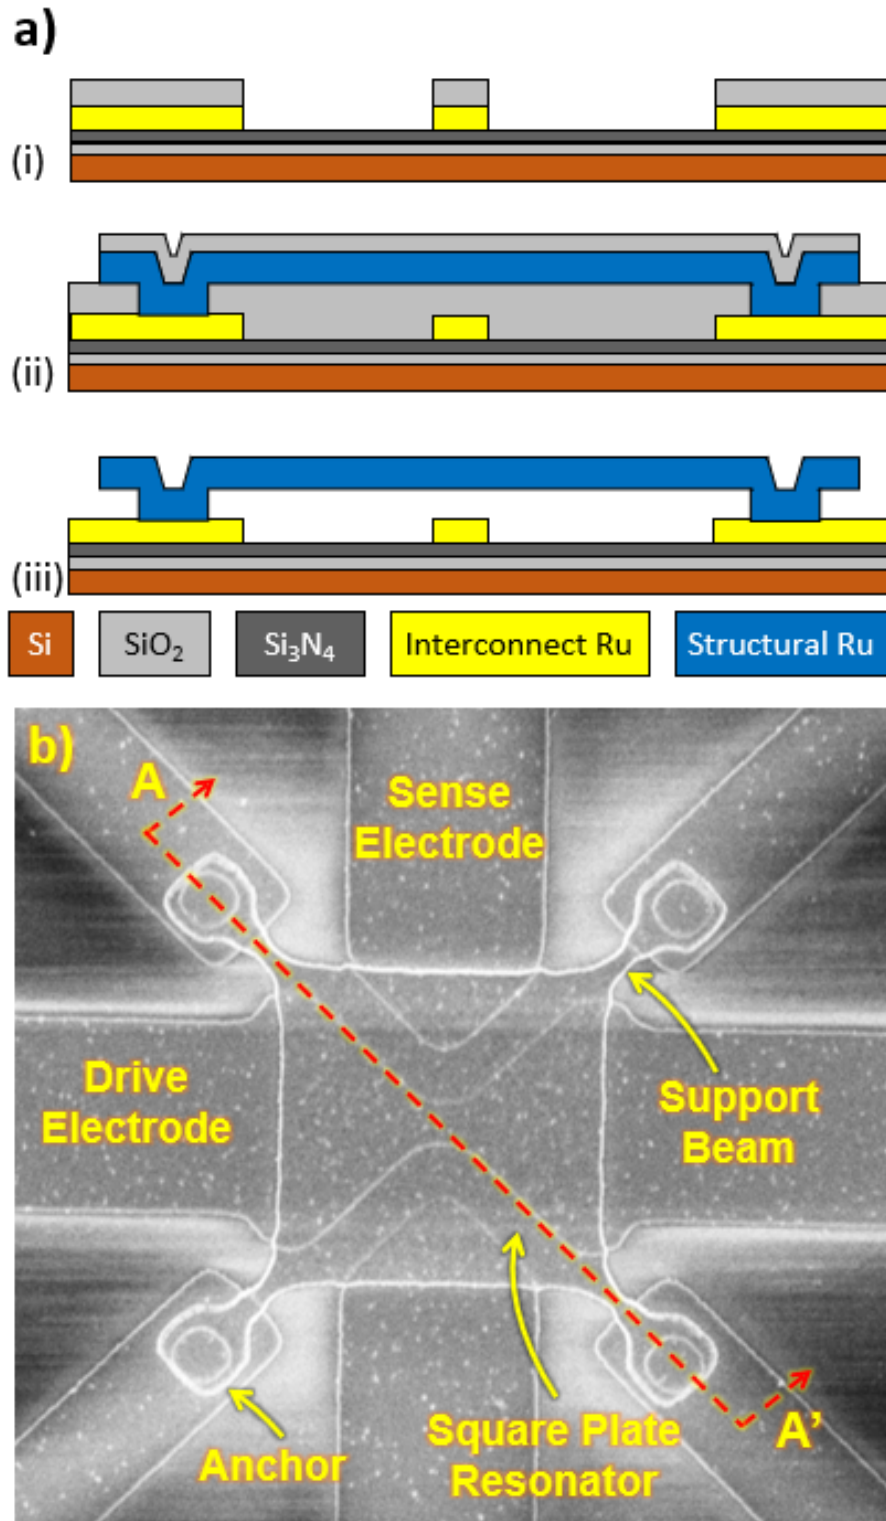 a)
(i)
(ii)
(iii)
Si
SiO₂
Si₃N₄
Interconnect Ru
Structural Ru
b)
A
Sense
Electrode
Drive
Electrode
Support
Beam
Anchor
Square Plate
Resonator
A'